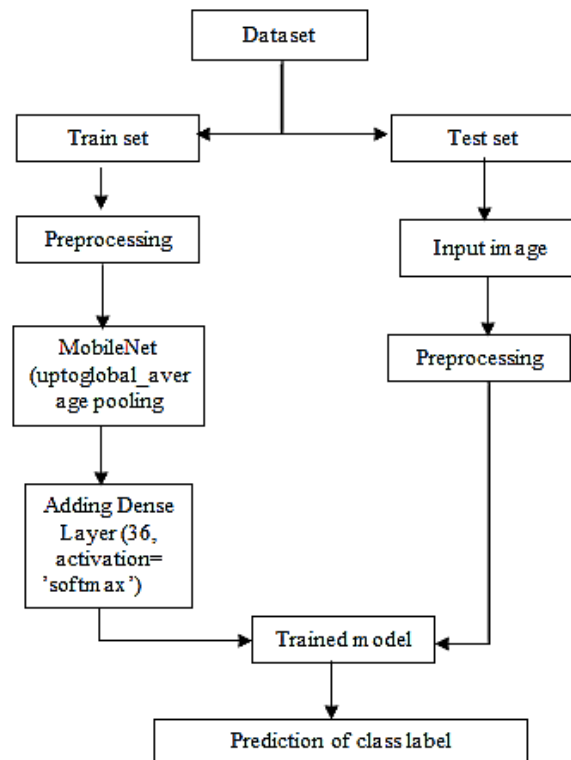 Dataset
Train set
Test set
Preprocessing
Input image
MobileNet
(uptoglobal_aver
age pooling
Preprocessing
Adding Dense
Layer (36,
activation=
’softmax’)
Trained model
Prediction of class label